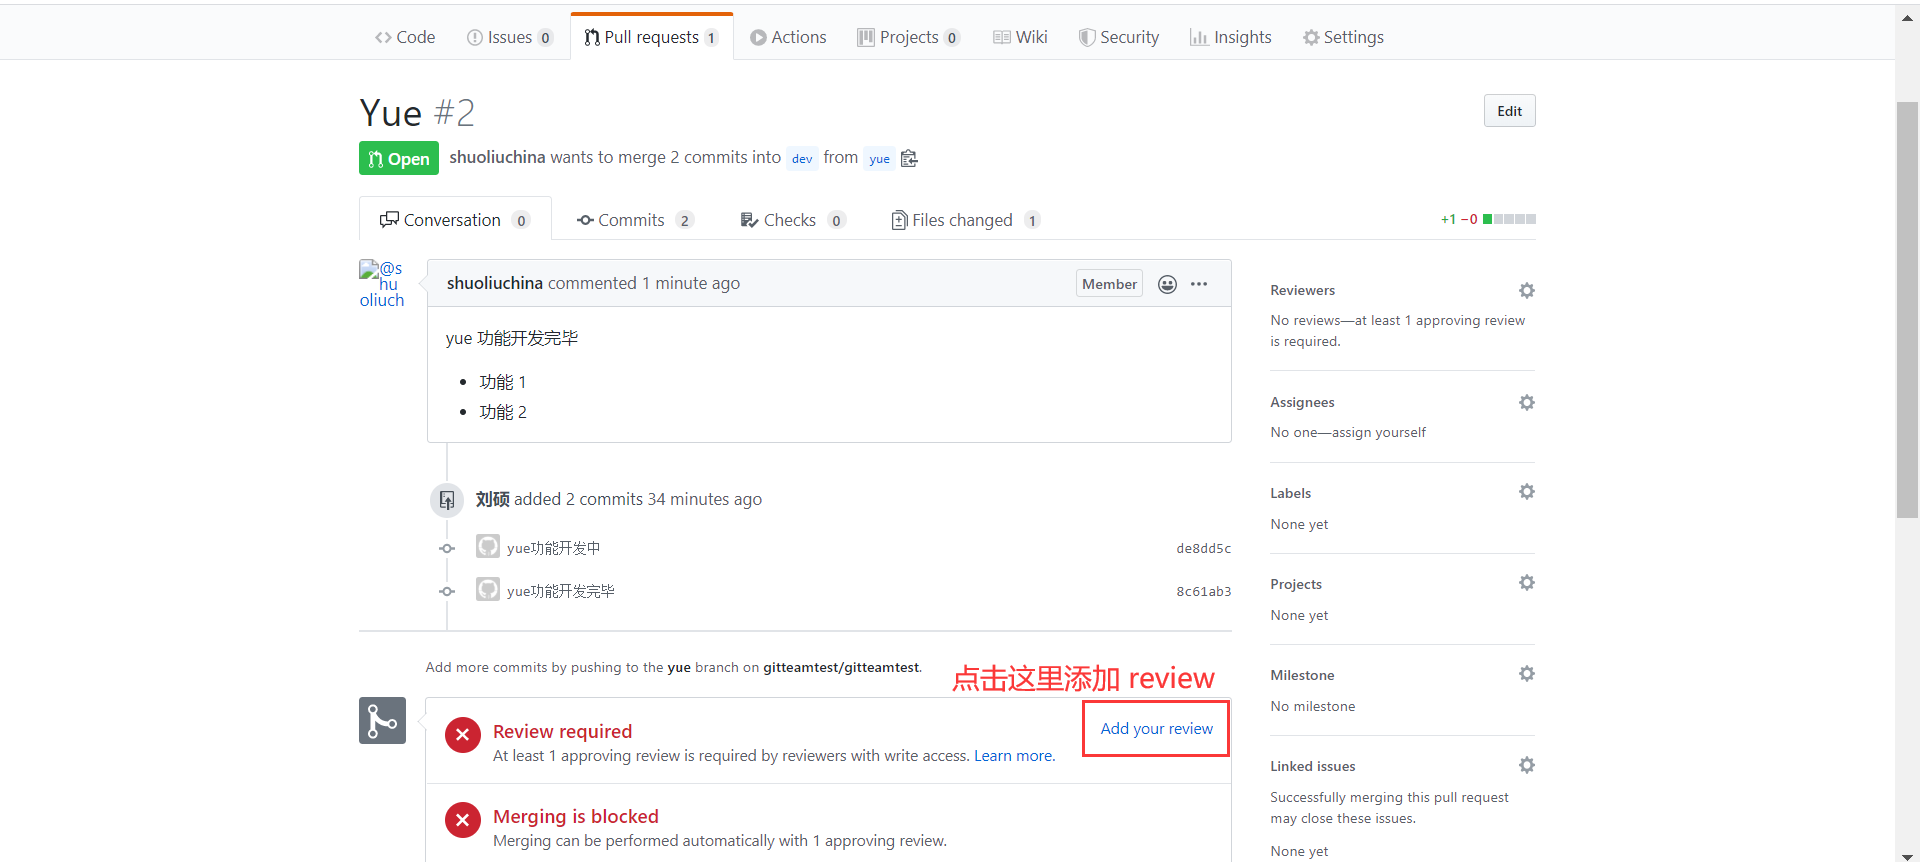 Code Issues 0 Pull requests 1 Actions Projects 0 Wiki Security Insights Settings
Yue #2
Edit
Open shuoliuchina wants to merge 2 commits into dev from yue
Conversation 0 Commits 2 Checks 0 Files changed 1
+1 −0
@s
hu
oliuch
shuoliuchina commented 1 minute ago
Member
yue 功能开发完毕
• 功能 1
• 功能 2
刘硕 added 2 commits 34 minutes ago
yue功能开发中 de8dd5c
yue功能开发完毕 8c61ab3
Add more commits by pushing to the yue branch on gitteamtest/gitteamtest.
点击这里添加 review
Review required
Add your review
At least 1 approving review is required by reviewers with write access. Learn more.
Merging is blocked
Merging can be performed automatically with 1 approving review.
Reviewers
No reviews—at least 1 approving review
is required.
Assignees
No one—assign yourself
Labels
None yet
Projects
None yet
Milestone
No milestone
Linked issues
Successfully merging this pull request
may close these issues.
None yet